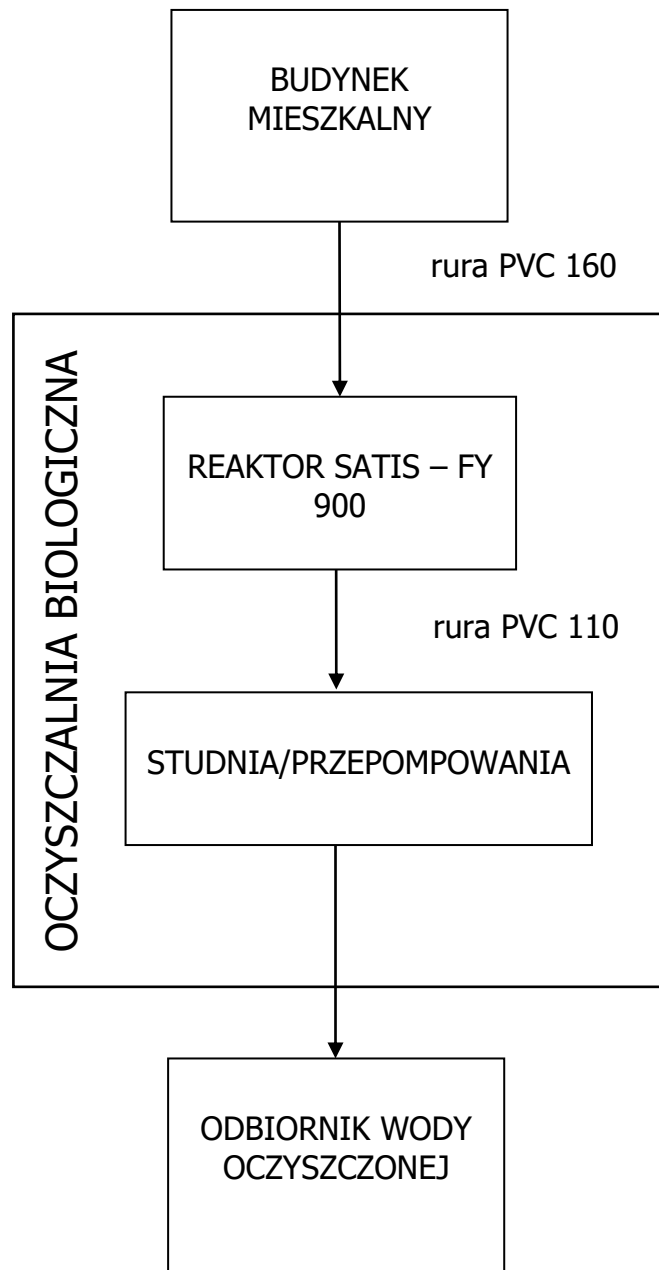 BUDYNEK
MIESZKALNY
rura PVC 160
OCZYSZCZALNIA BIOLOGICZNA
REAKTOR SATIS – FY
900
rura PVC 110
STUDNIA/PRZEPOMPOWANIA
ODBIORNIK WODY
OCZYSZCZONEJ